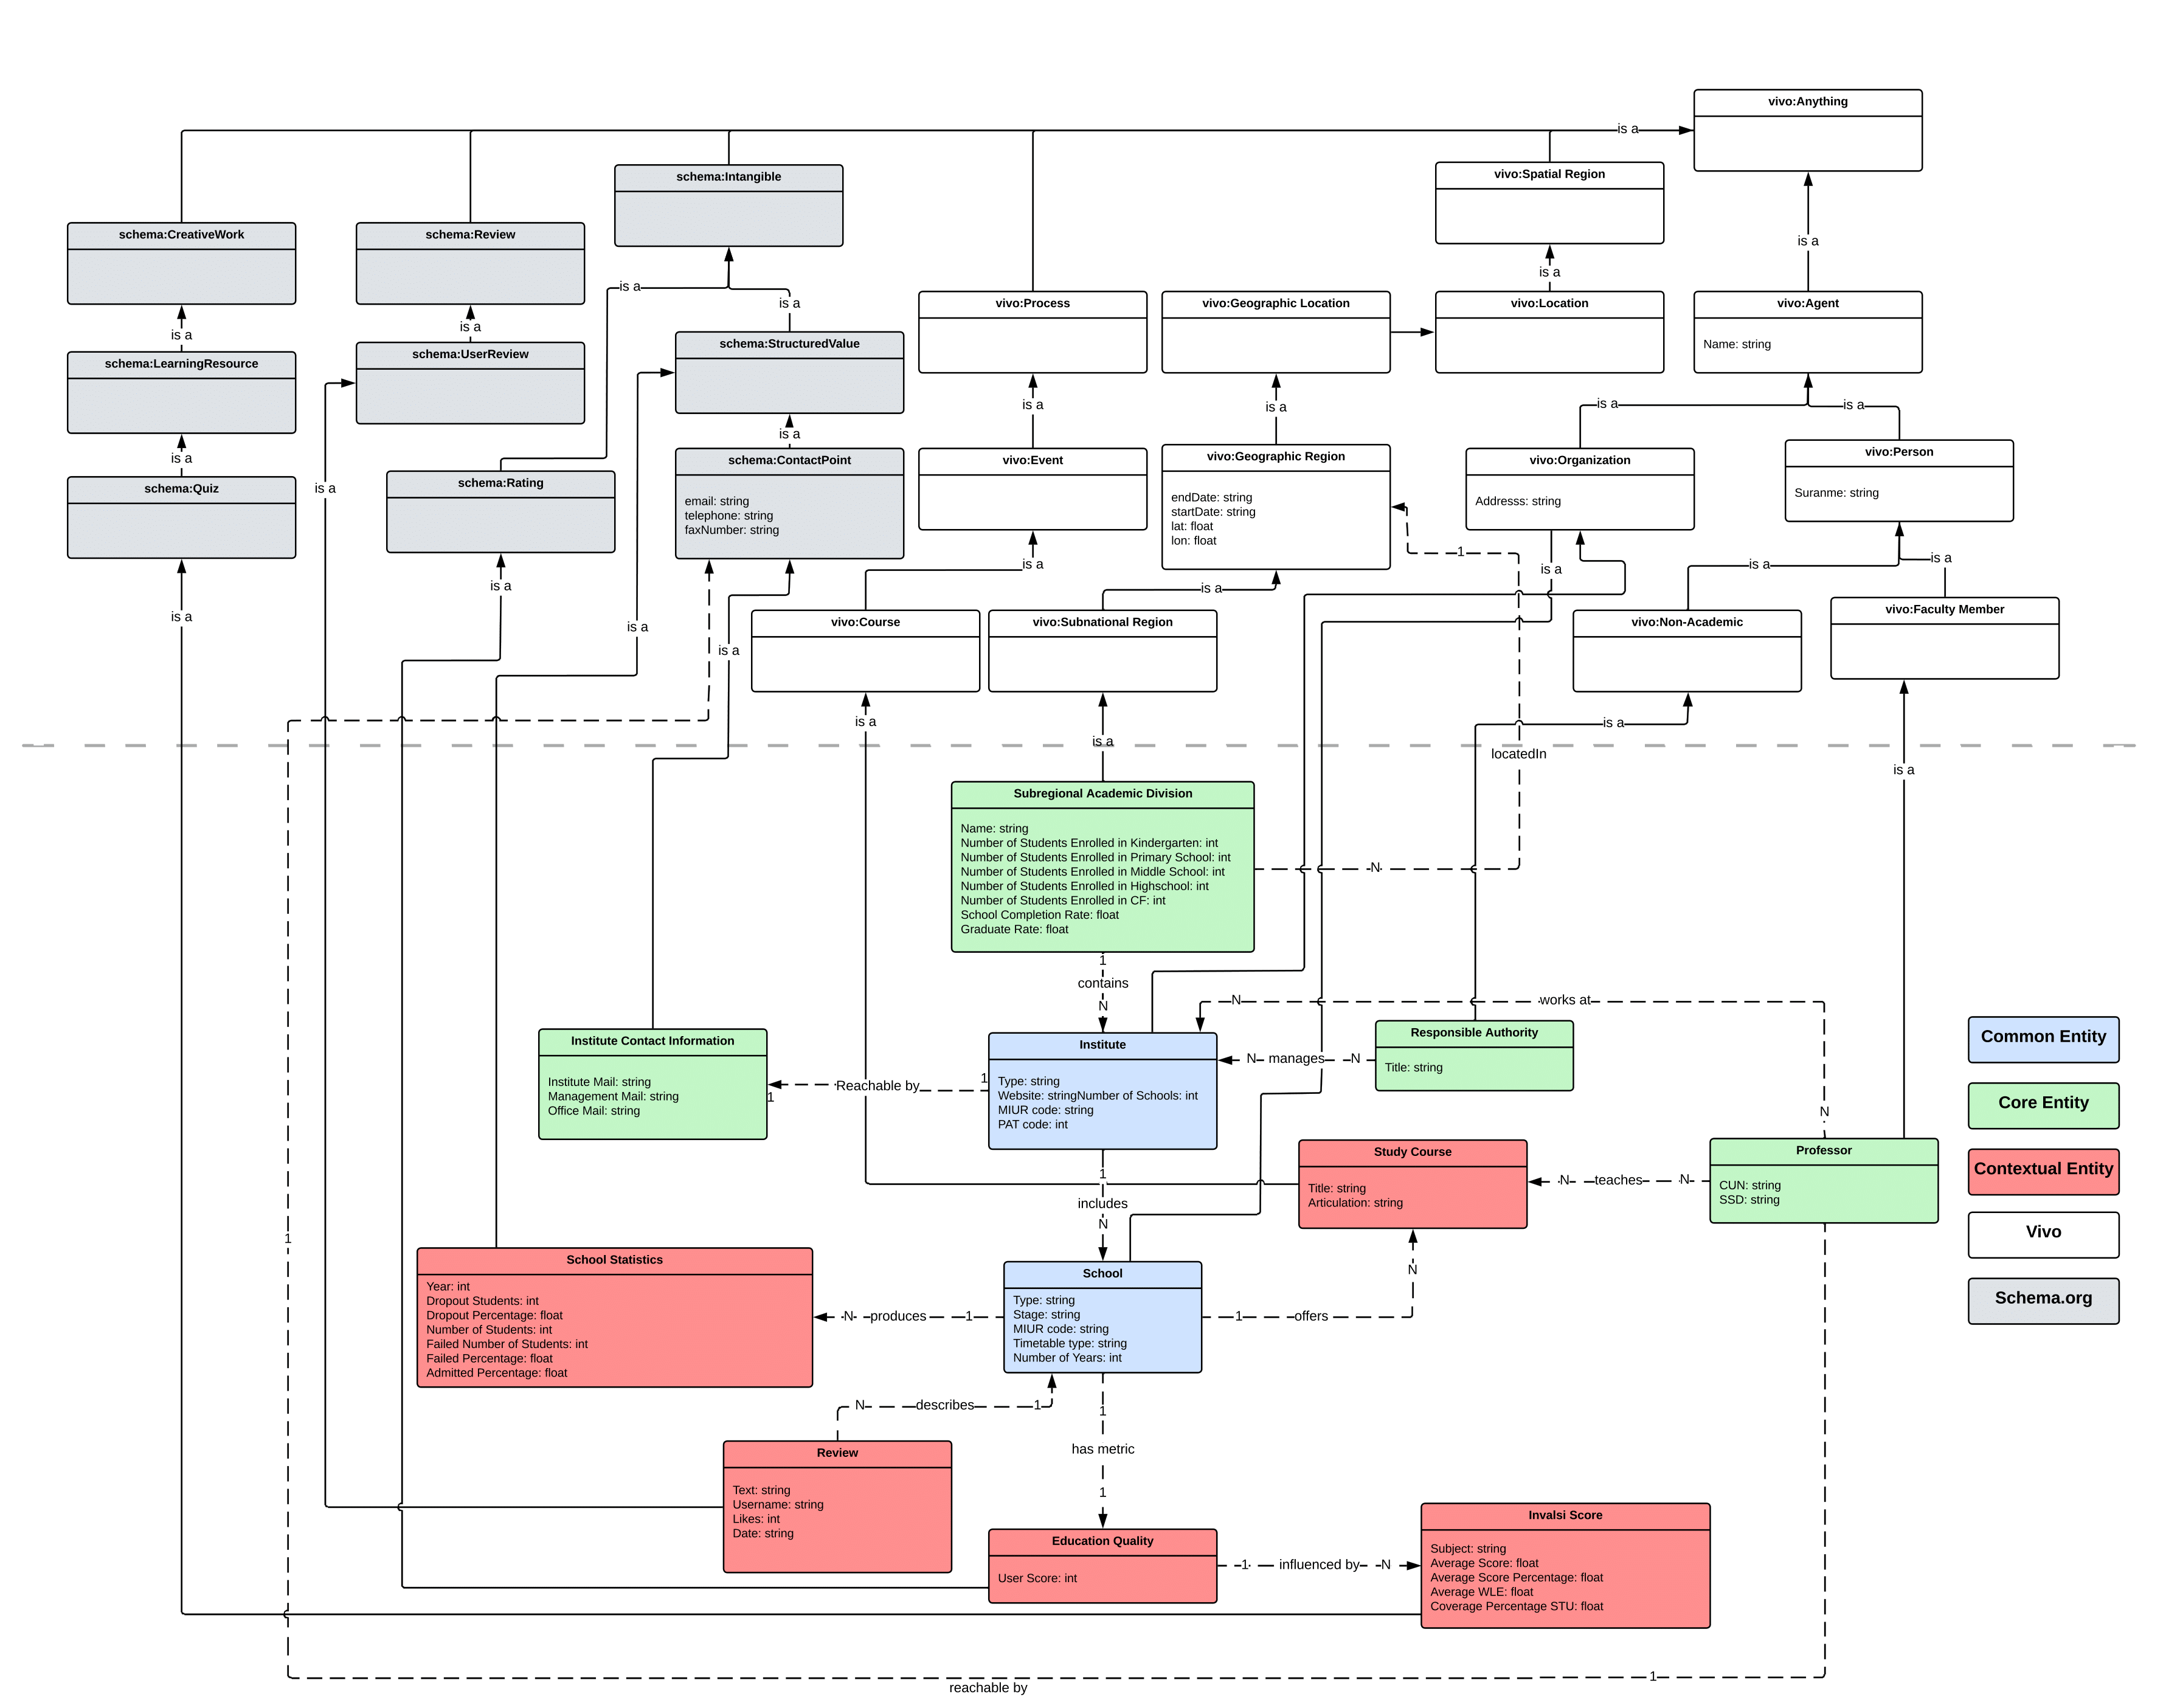 vivo:Anything
is a
schema:Intangible
vivo:Spatial Region
schema:CreativeWork
schema:Review
is a
is a
is a
is a
vivo:Process
vivo:Geographic Location
vivo:Location
vivo:Agent
Name: string
is a
is a
schema:LearningResource
schema:UserReview
schema:StructuredValue
is a
is a
is a
is a
is a
is a
schema:Quiz
is a
schema:Rating
schema:ContactPoint
email: string
telephone: string
faxNumber: string
vivo:Event
vivo:Geographic Region
endDate: string
startDate: string
lat: float
lon: float
vivo:Organization
Addresss: string
vivo:Person
Suranme: string
1
is a
is a
is a
is a
is a
is a
is a
is a
is a
vivo:Course
vivo:Subnational Region
vivo:Non-Academic
vivo:Faculty Member
is a
is a
is a
is a
locatedIn
is a
Subregional Academic Division
Name: string
Number of Students Enrolled in Kindergarten: int
Number of Students Enrolled in Primary School: int
Number of Students Enrolled in Middle School: int
Number of Students Enrolled in Highschool: int
Number of Students Enrolled in CF: int
School Completion Rate: float
Graduate Rate: float
N
1
contains
N
N
works at
Institute Contact Information
Institute Mail: string
Management Mail: string
Office Mail: string
1
Reachable by
1
Institute
Type: string
Website: stringNumber of Schools: int
MIUR code: string
PAT code: int
N
manages
N
Responsible Authority
Title: string
Common Entity
Core Entity
Contextual Entity
Vivo
Schema.org
N
Professor
CUN: string
SSD: string
N
teaches
N
Study Course
Title: string
Articulation: string
1
includes
N
1
School Statistics
Year: int
Dropout Students: int
Dropout Percentage: float
Number of Students: int
Failed Number of Students: int
Failed Percentage: float
Admitted Percentage: float
N
produces
1
School
Type: string
Stage: string
MIUR code: string
Timetable type: string
Number of Years: int
1
offers
N
N
describes
1
1
has metric
1
Review
Text: string
Username: string
Likes: int
Date: string
Education Quality
User Score: int
1
influenced by
N
Invalsi Score
Subject: string
Average Score: float
Average Score Percentage: float
Average WLE: float
Coverage Percentage STU: float
1
reachable by